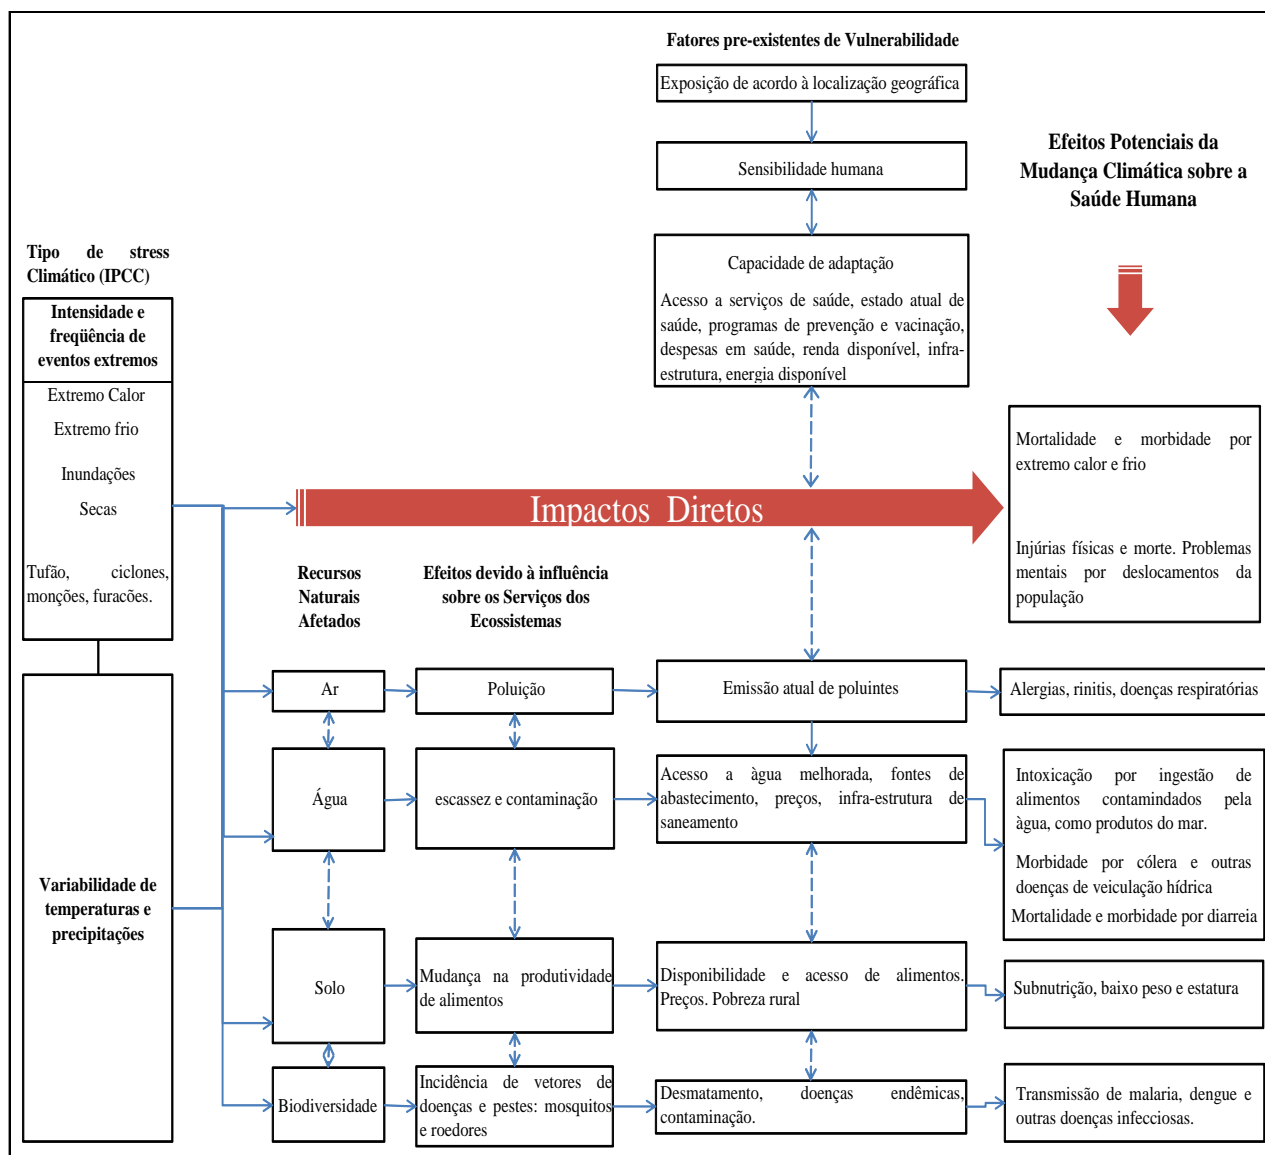 Fatores pre-existentes de Vulnerabilidade
Exposição de acordo à localização geográfica
Sensibilidade humana
Capacidade de adaptação
Acesso a serviços de saúde, estado atual de
saúde, programas de prevenção e vacinação,
despesas em saúde, renda disponível, infra-
estrutura, energia disponível
Efeitos Potenciais da
Mudança Climática sobre a
Saúde Humana
Tipo de stress
Climático (IPCC)
Intensidade e
freqüência de
eventos extremos
Extremo Calor
Extremo frio
Inundações
Secas
Tufão, ciclones,
monções, furacões.
Impactos Diretos
Mortalidade e morbidade por
extremo calor e frio
Injúrias físicas e morte. Problemas
mentais por deslocamentos da
população
Recursos
Naturais
Afetados
Efeitos devido à influência
sobre os Serviços dos
Ecossistemas
Variabilidade de
temperaturas e
precipitações
Ar
Poluição
Emissão atual de poluintes
Alergias, rinitis, doenças respiratórias
Água
escassez e contaminação
Acesso a àgua melhorada, fontes de
abastecimento, preços, infra-estrutura de
saneamento
Intoxicação por ingestão de
alimentos contamindados pela
àgua, como produtos do mar.
Morbidade por cólera e outras
doenças de veiculação hídrica
Mortalidade e morbidade por diarreia
Solo
Mudança na produtividade
de alimentos
Disponibilidade e acesso de alimentos.
Preços. Pobreza rural
Subnutrição, baixo peso e estatura
Biodiversidade
Incidência de vetores de
doenças e pestes: mosquitos
e roedores
Desmatamento, doenças endêmicas,
contaminação.
Transmissão de malaria, dengue e
outras doenças infecciosas.